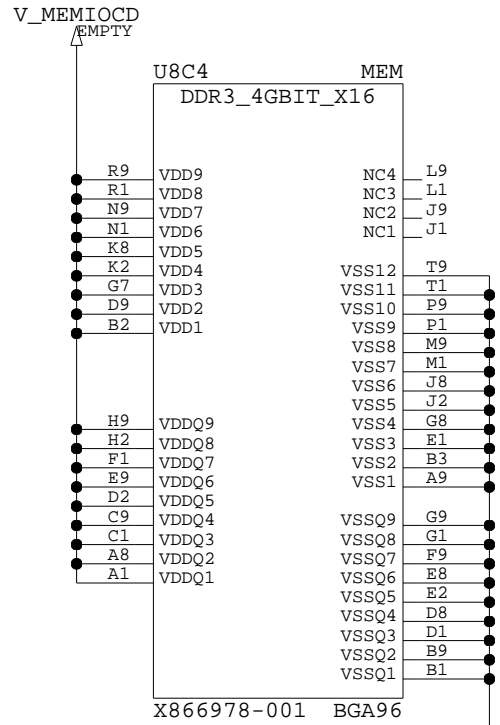 V_MEMIOCD
EMPTY
U8C4 MEM
DDR3_4GBIT_X16
R9 VDD9 NC4 L9
R1 VDD8 NC3 L1
N9 VDD7 NC2 J9
N1 VDD6 NC1 J1
K8 VDD5
K2 VDD4 VSS12 T9
G7 VDD3 VSS11 T1
D9 VDD2 VSS10 P9
B2 VDD1 VSS9 P1
VSS8 M9
VSS7 M1
VSS6 J8
VSS5 J2
H9 VDDQ9 VSS4 G8
H2 VDDQ8 VSS3 E1
F1 VDDQ7 VSS2 B3
E9 VDDQ6 VSS1 A9
D2 VDDQ5
C9 VDDQ4 VSSQ9 G9
C1 VDDQ3 VSSQ8 G1
A8 VDDQ2 VSSQ7 F9
A1 VDDQ1 VSSQ6 E8
VSSQ5 E2
VSSQ4 D8
VSSQ3 D1
VSSQ2 B9
VSSQ1 B1
X866978-001 BGA96